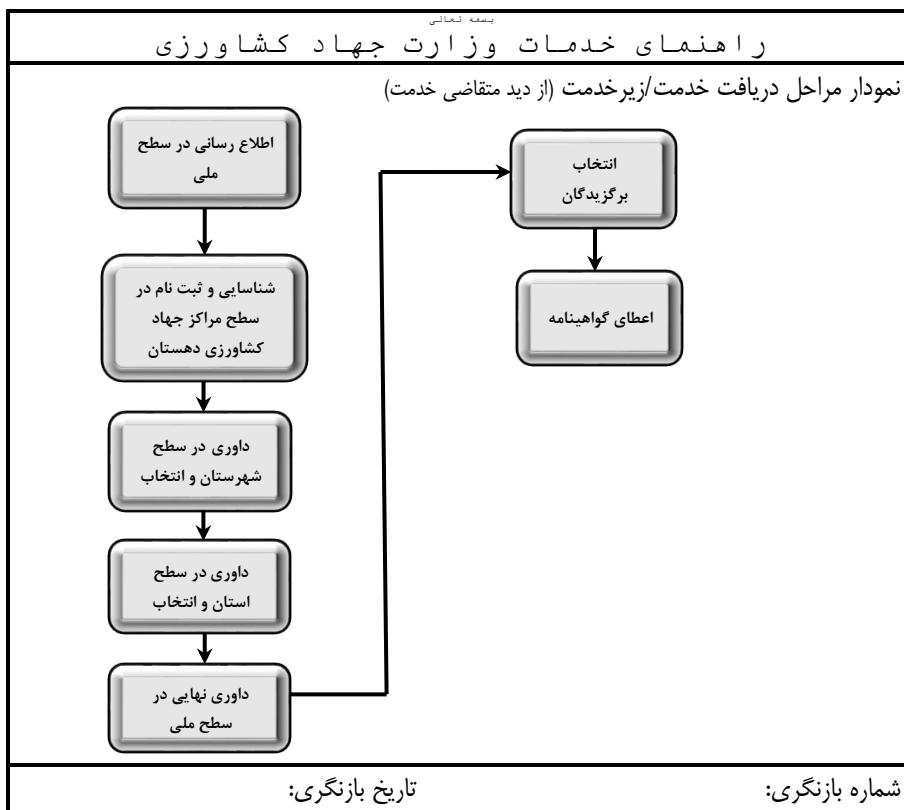 بسمه تعالی
راهنمای خدمات وزارت جهاد کشاورزی
نمودار مراحل دریافت خدمت/زیرخدمت (از دید متقاضی خدمت)
اطلاع رسانی در سطح
ملی
شناسایی و ثبت نام در
سطح مراکز جهاد
کشاورزی دهستان
داوری در سطح
شهرستان و انتخاب
داوری در سطح
استان و انتخاب
داوری نهایی در
سطح ملی
انتخاب
برگزیدگان
اعطای گواهینامه
شماره بازنگری: تاریخ بازنگری: